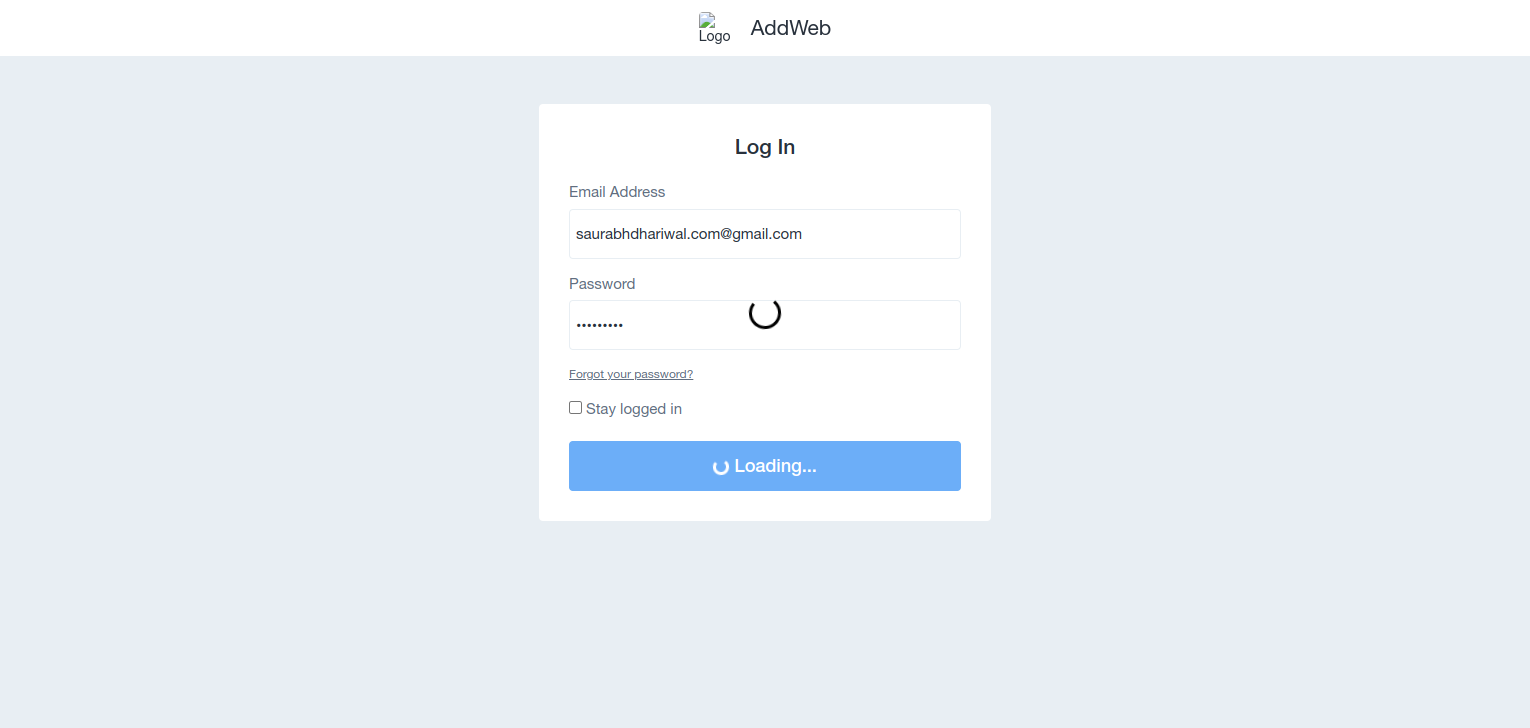 Logo
AddWeb
Log In
Email Address
saurabhdhariwal.com@gmail.com
Password
•••••••••
Forgot your password?
Stay logged in
Loading...